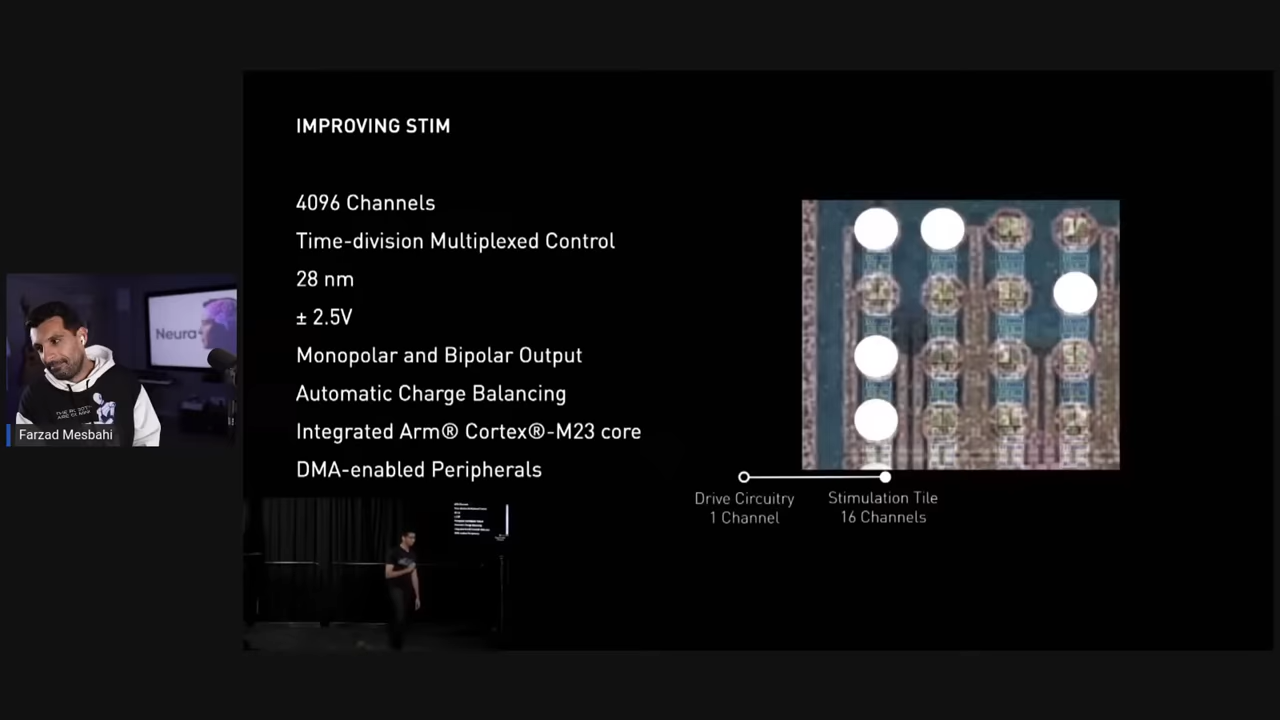 IMPROVING STIM
4096 Channels
Time-division Multiplexed Control
28 nm
± 2.5V
Monopolar and Bipolar Output
Automatic Charge Balancing
Integrated Arm® Cortex®-M23 core
DMA-enabled Peripherals
Drive Circuitry
1 Channel
Stimulation Tile
16 Channels
Neura
Farzad Mesbahi